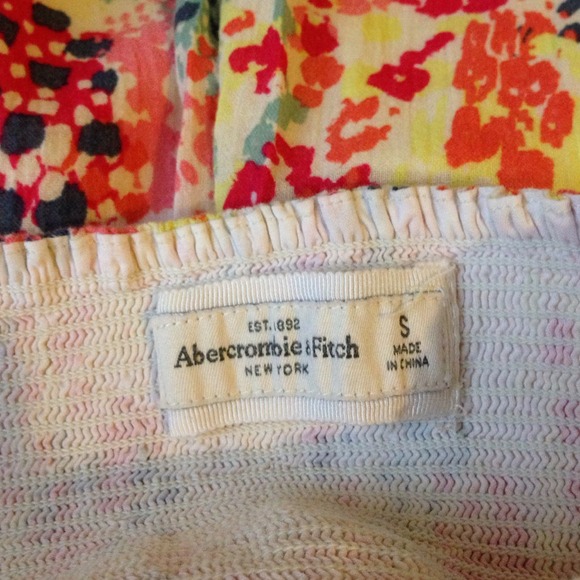 EST. 1892
Abercrombie & Fitch
NEW YORK
S
MADE
IN CHINA